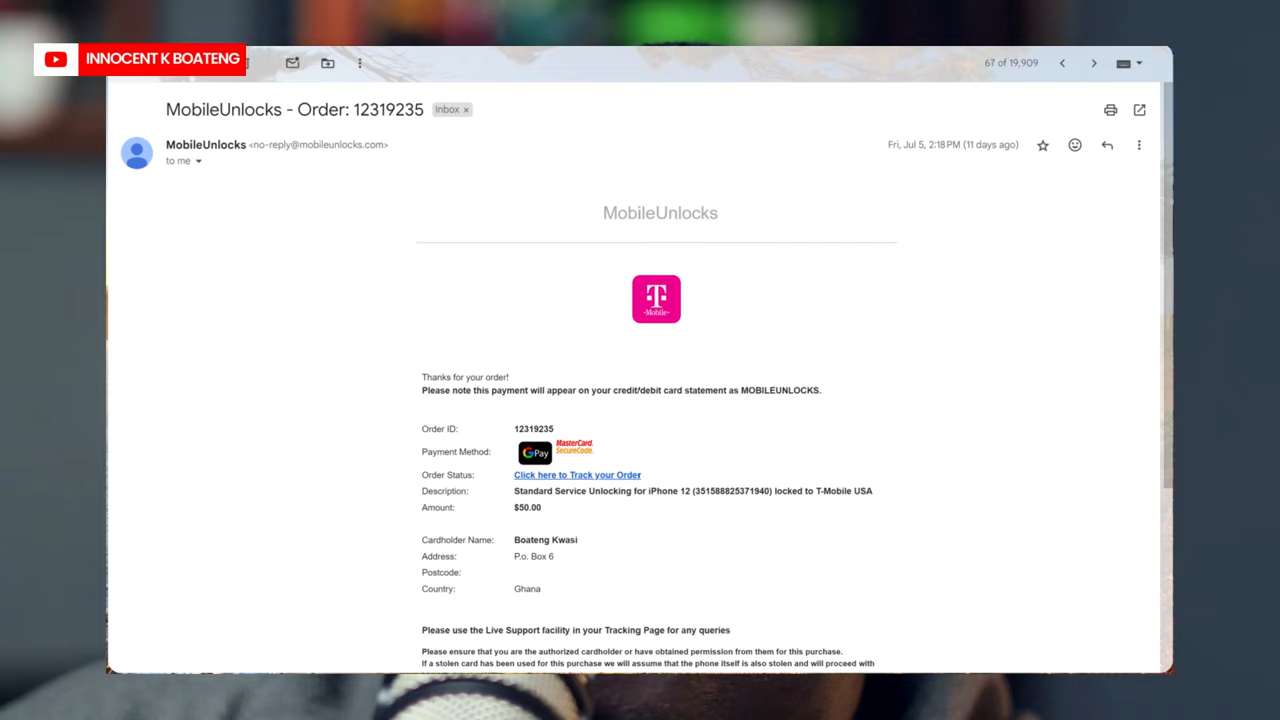 INNOCENT K BOATENG
67 of 19,909
MobileUnlocks - Order: 12319235
Inbox ×
MobileUnlocks <no-reply@mobileunlocks.com>
Fri, Jul 5, 2:18 PM (11 days ago)
to me
MobileUnlocks
T
-Mobile-
Thanks for your order!
Please note this payment will appear on your credit/debit card statement as MOBILEUNLOCKS.
Order ID: 12319235
Payment Method: G Pay MasterCard. SecureCode.
Order Status: Click here to Track your Order
Description: Standard Service Unlocking for iPhone 12 (351588825371940) locked to T-Mobile USA
Amount: $50.00
Cardholder Name: Boateng Kwasi
Address: P.o. Box 6
Postcode:
Country: Ghana
Please use the Live Support facility in your Tracking Page for any queries
Please ensure that you are the authorized cardholder or have obtained permission from them for this purchase.
If a stolen card has been used for this purchase we will assume that the phone itself is also stolen and will proceed with